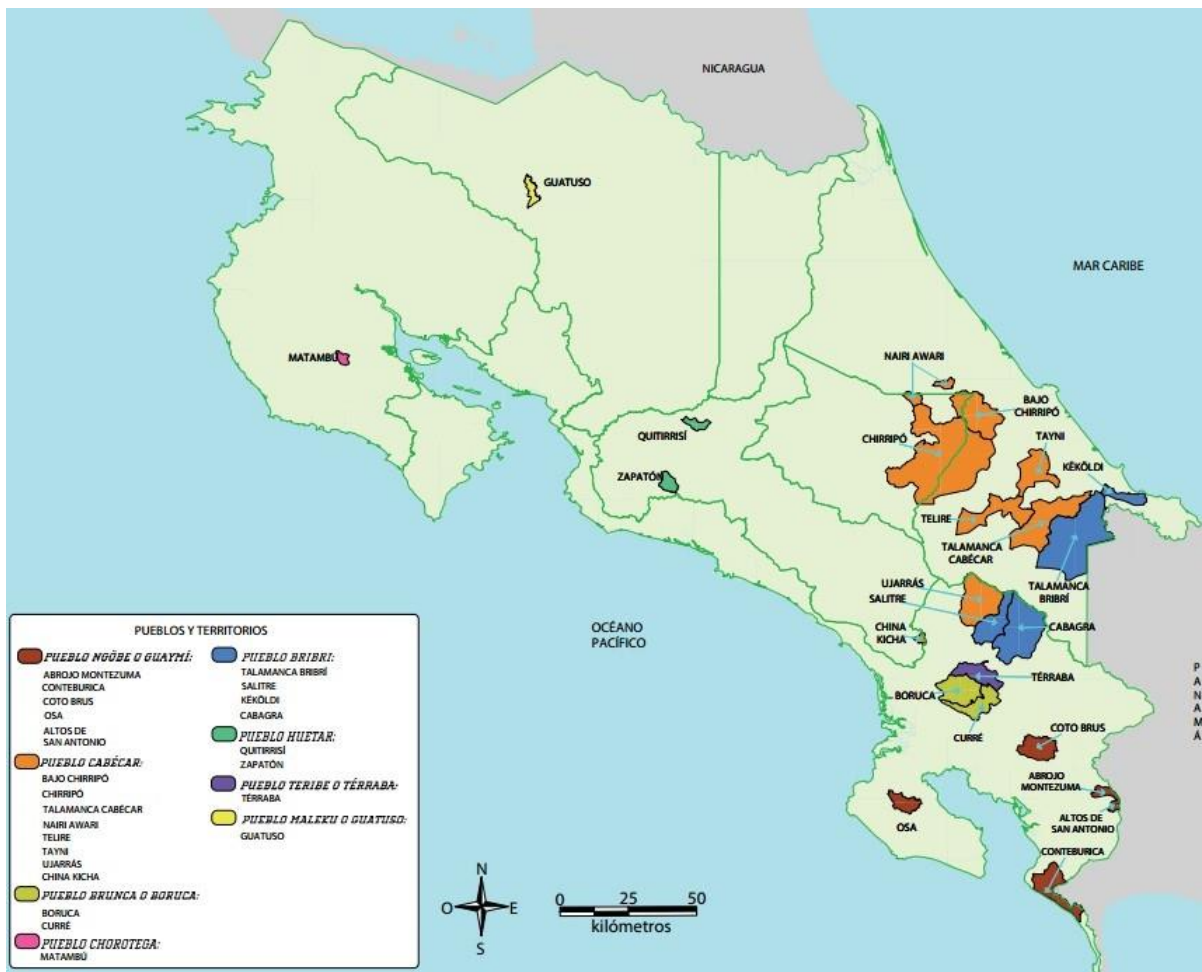 NICARAGUA
GUATUSO
MAR CARIBE
MATAMBÚ
NAIRI AWARI
BAJO
CHIRRIPÓ
QUITIRRISÍ
CHIRRIPÓ
TAYNI
ZAPATÓN
KÉKÖLDI
TELIRE
TALAMANCA
CABÉCAR
UJARRÁS
TALAMANCA
BRIBRÍ
SALITRE
OCÉANO
PACÍFICO
CHINA
KICHA
CABAGRA
TÉRRABA
PANAMÁ
BORUCA
CURRÉ
COTO BRUS
ABROJO
MONTEZUMA
OSA
ALTOS DE
SAN ANTONIO
CONTEBURICA
PUEBLOS Y TERRITORIOS
PUEBLO NGÖBE O GUAYMÍ:
ABROJO MONTEZUMA
CONTEBURICA
COTO BRUS
OSA
ALTOS DE
SAN ANTONIO
PUEBLO CABÉCAR:
BAJO CHIRRIPÓ
CHIRRIPÓ
TALAMANCA CABÉCAR
NAIRI AWARI
TELIRE
TAYNI
UJARRÁS
CHINA KICHA
PUEBLO BRUNCA O BORUCA:
BORUCA
CURRÉ
PUEBLO CHOROTEGA:
MATAMBÚ
PUEBLO BRIBRI:
TALAMANCA BRIBRÍ
SALITRE
KÉKÖLDI
CABAGRA
PUEBLO HUETAR:
QUITIRRISÍ
ZAPATÓN
PUEBLO TERIBE O TÉRRABA:
TÉRRABA
PUEBLO MALEKU O GUATUSO:
GUATUSO
N
O E
S
0 25 50
kilómetros